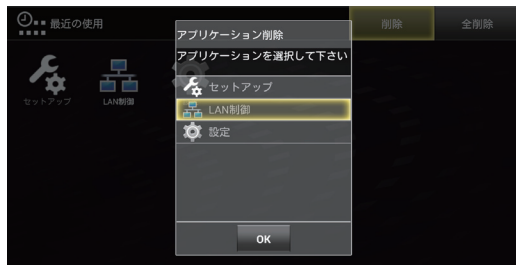 最近の使用
削除
全削除
セットアップ
LAN制御
アプリケーション削除
アプリケーションを選択して下さい
セットアップ
LAN制御
設定
OK